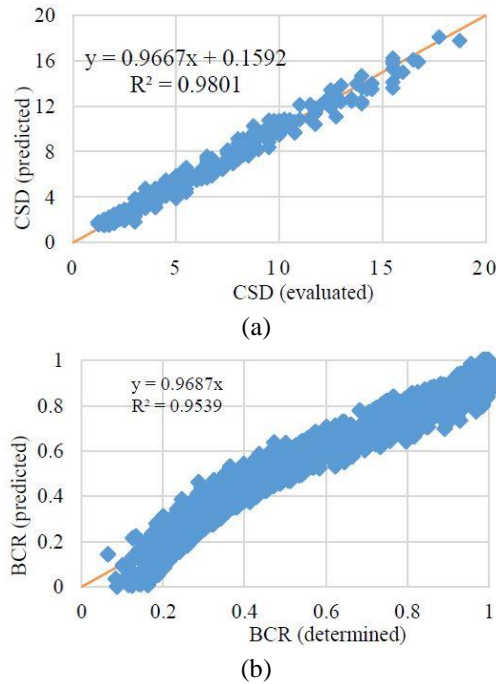 20
16
12
8
4
0
CSD (predicted )
y = 0.9667x + 0.1592
R² = 0.9801
0 5 10 15 20
CSD (evaluated)
(a)
1
0.8
0.6
0.4
0.2
0
BCR (predicted)
y = 0.9687x
R² = 0.9539
0 0.2 0.4 0.6 0.8 1
BCR (determined)
(b)